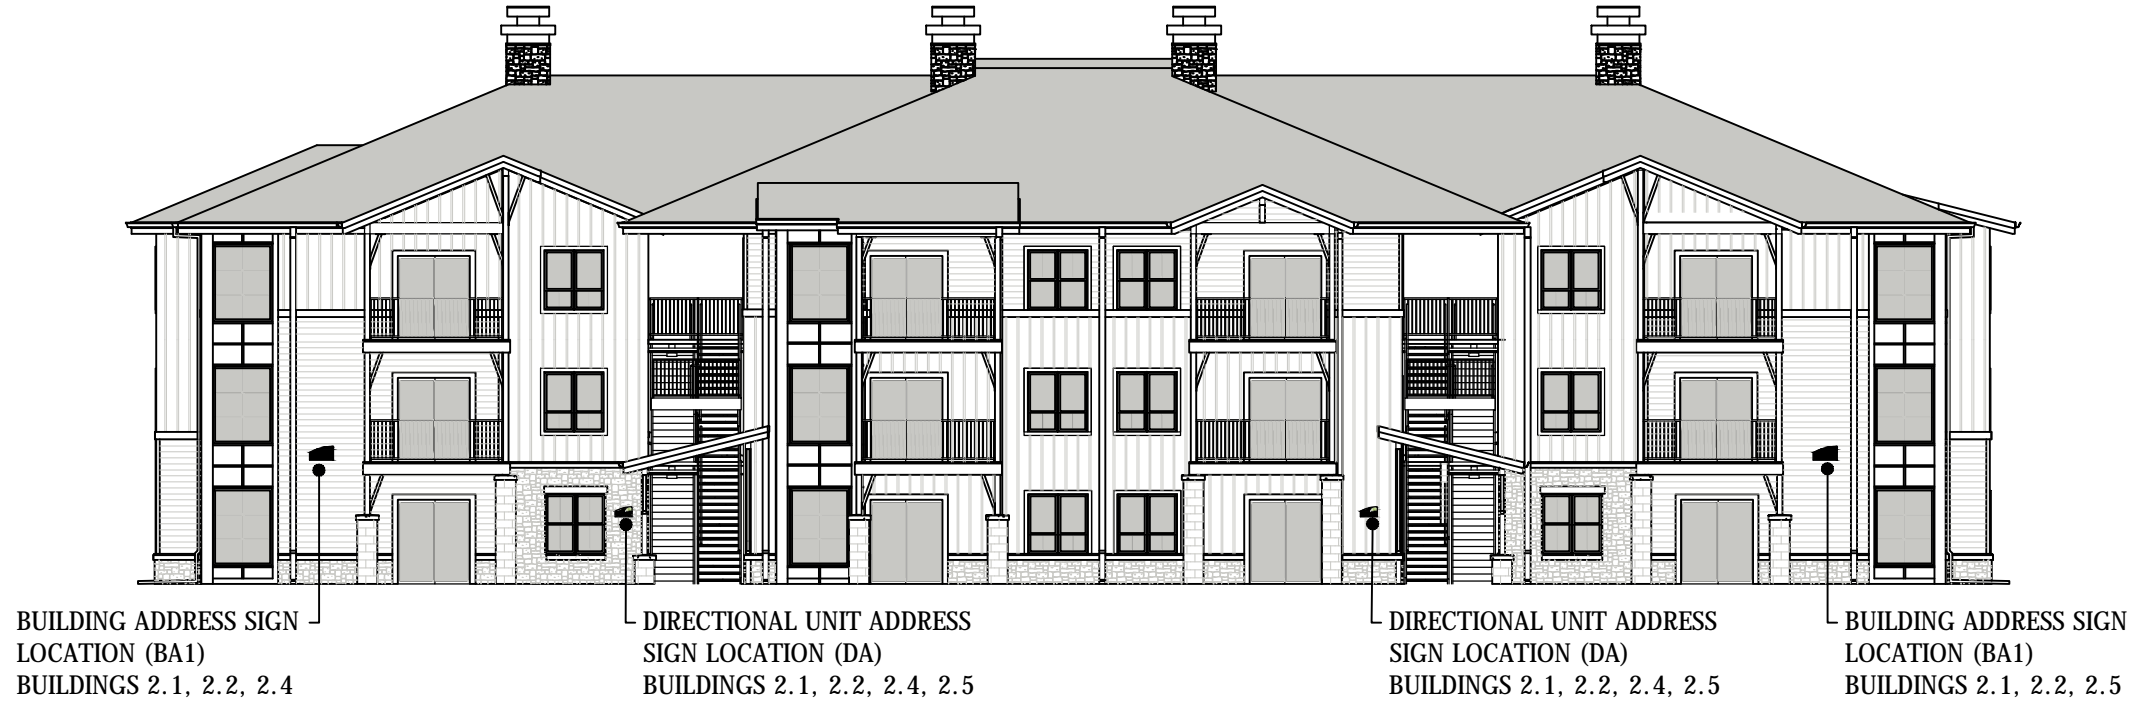 BUILDING ADDRESS SIGN
LOCATION (BA1)
BUILDINGS 2.1, 2.2, 2.4
DIRECTIONAL UNIT ADDRESS
SIGN LOCATION (DA)
BUILDINGS 2.1, 2.2, 2.4, 2.5
DIRECTIONAL UNIT ADDRESS
SIGN LOCATION (DA)
BUILDINGS 2.1, 2.2, 2.4, 2.5
BUILDING ADDRESS SIGN
LOCATION (BA1)
BUILDINGS 2.1, 2.2, 2.5